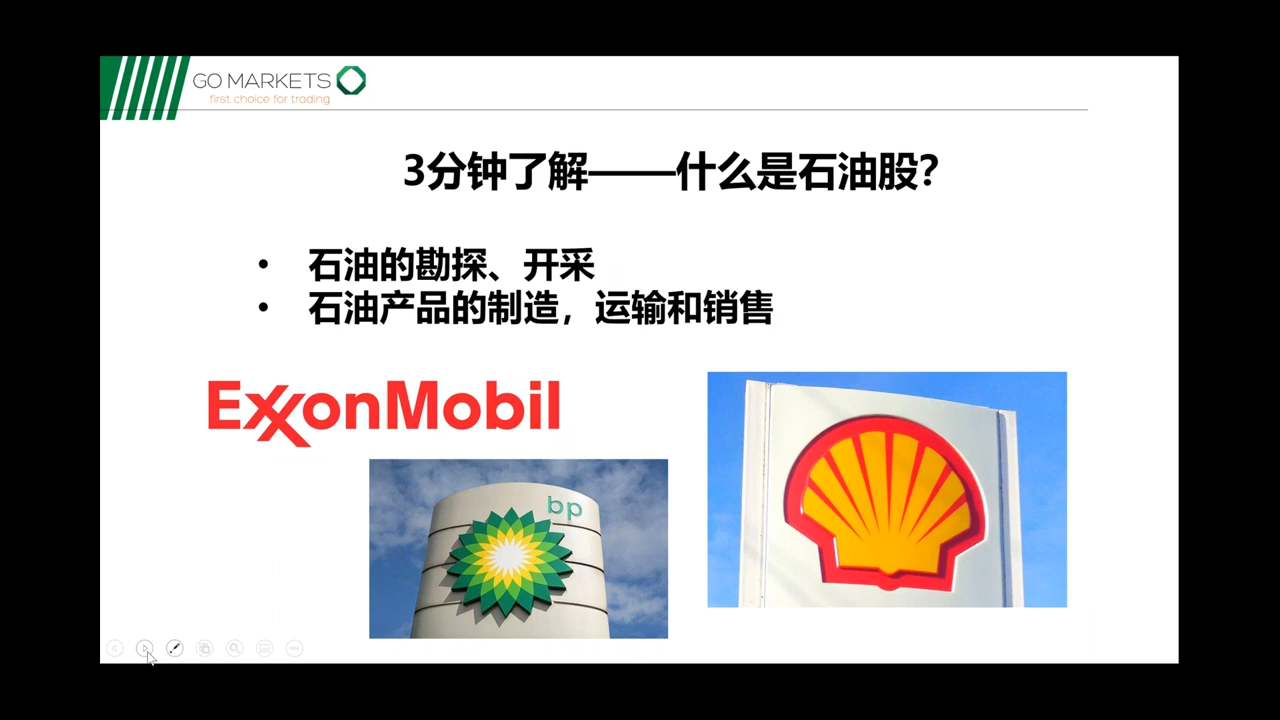 GO MARKETS
first choice for trading
3分钟了解——什么是石油股？
• 石油的勘探、开采
• 石油产品的制造，运输和销售
ExxonMobil
bp